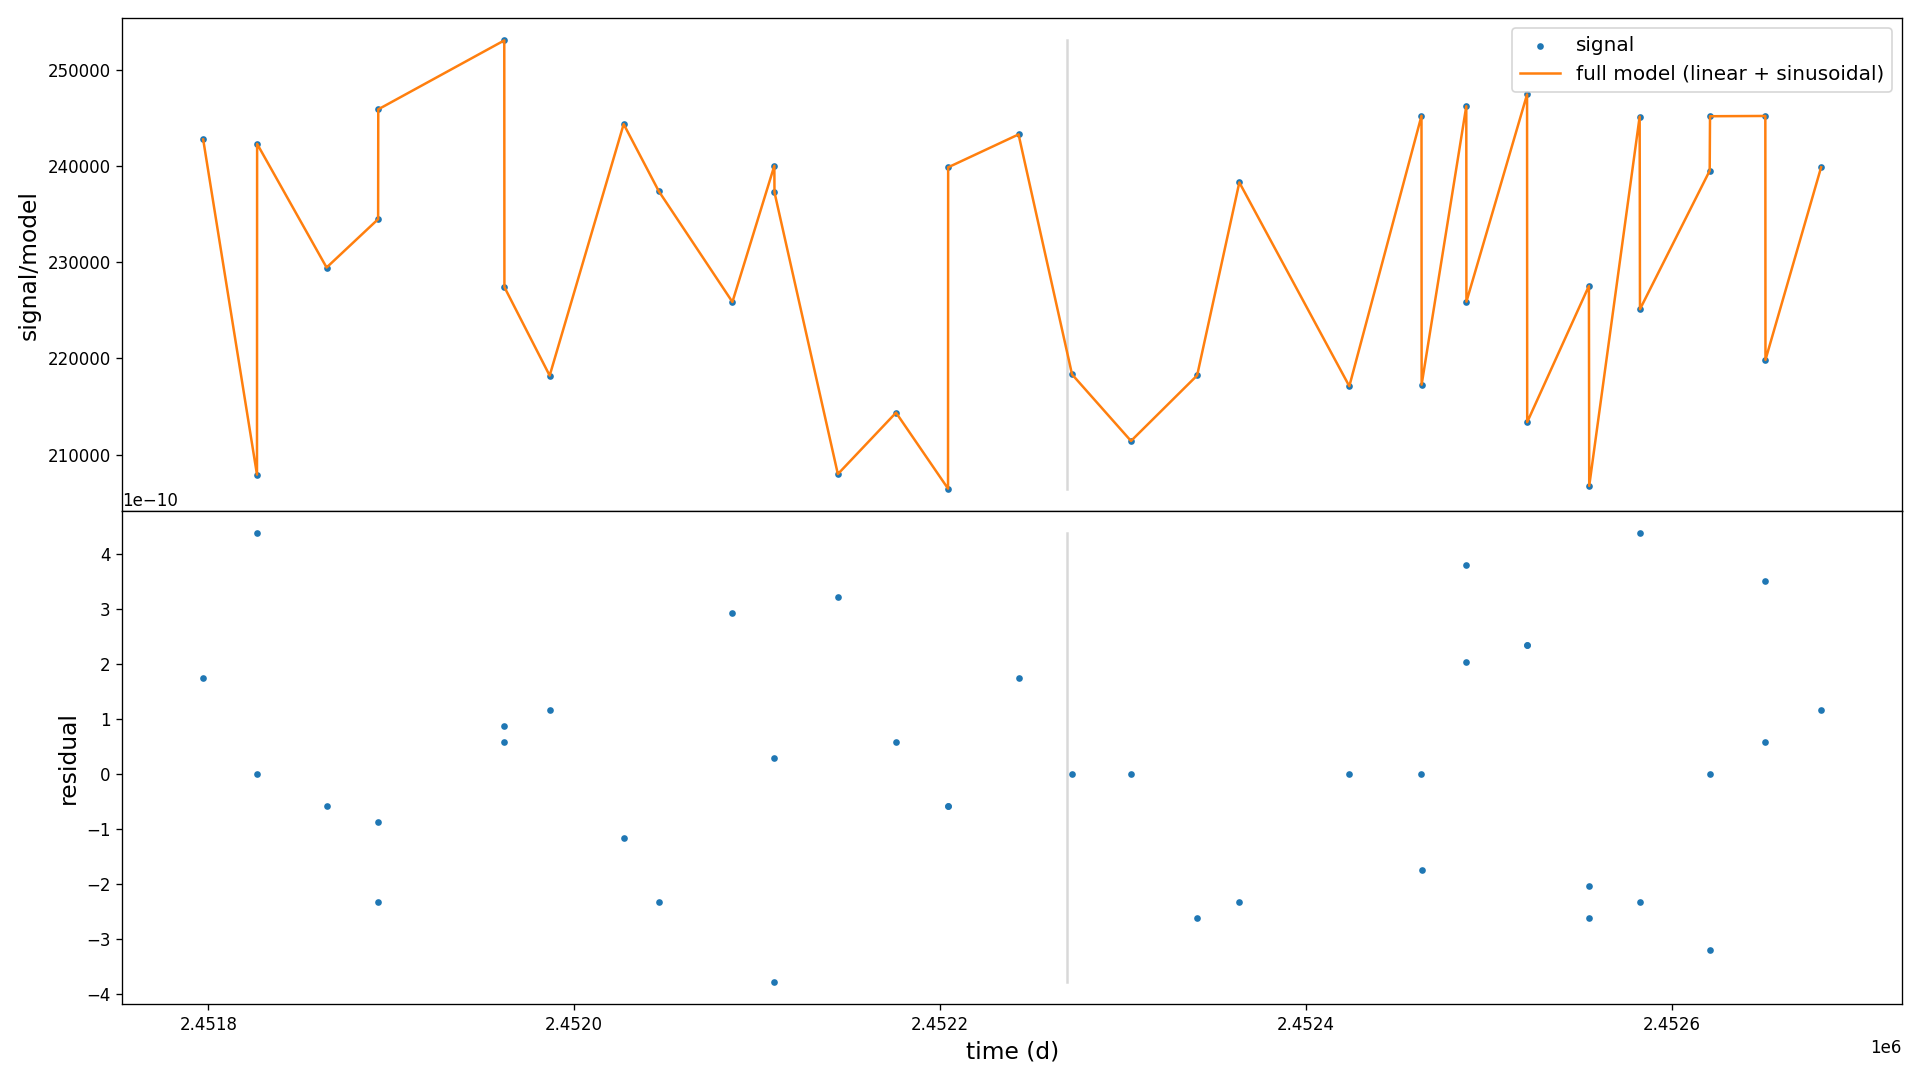 signal
full model (linear + sinusoidal)
250000
240000
230000
220000
210000
signal/model
1e−10
4
3
2
1
0
−1
−2
−3
−4
residual
2.4518
2.4520
2.4522
2.4524
2.4526
1e6
time (d)